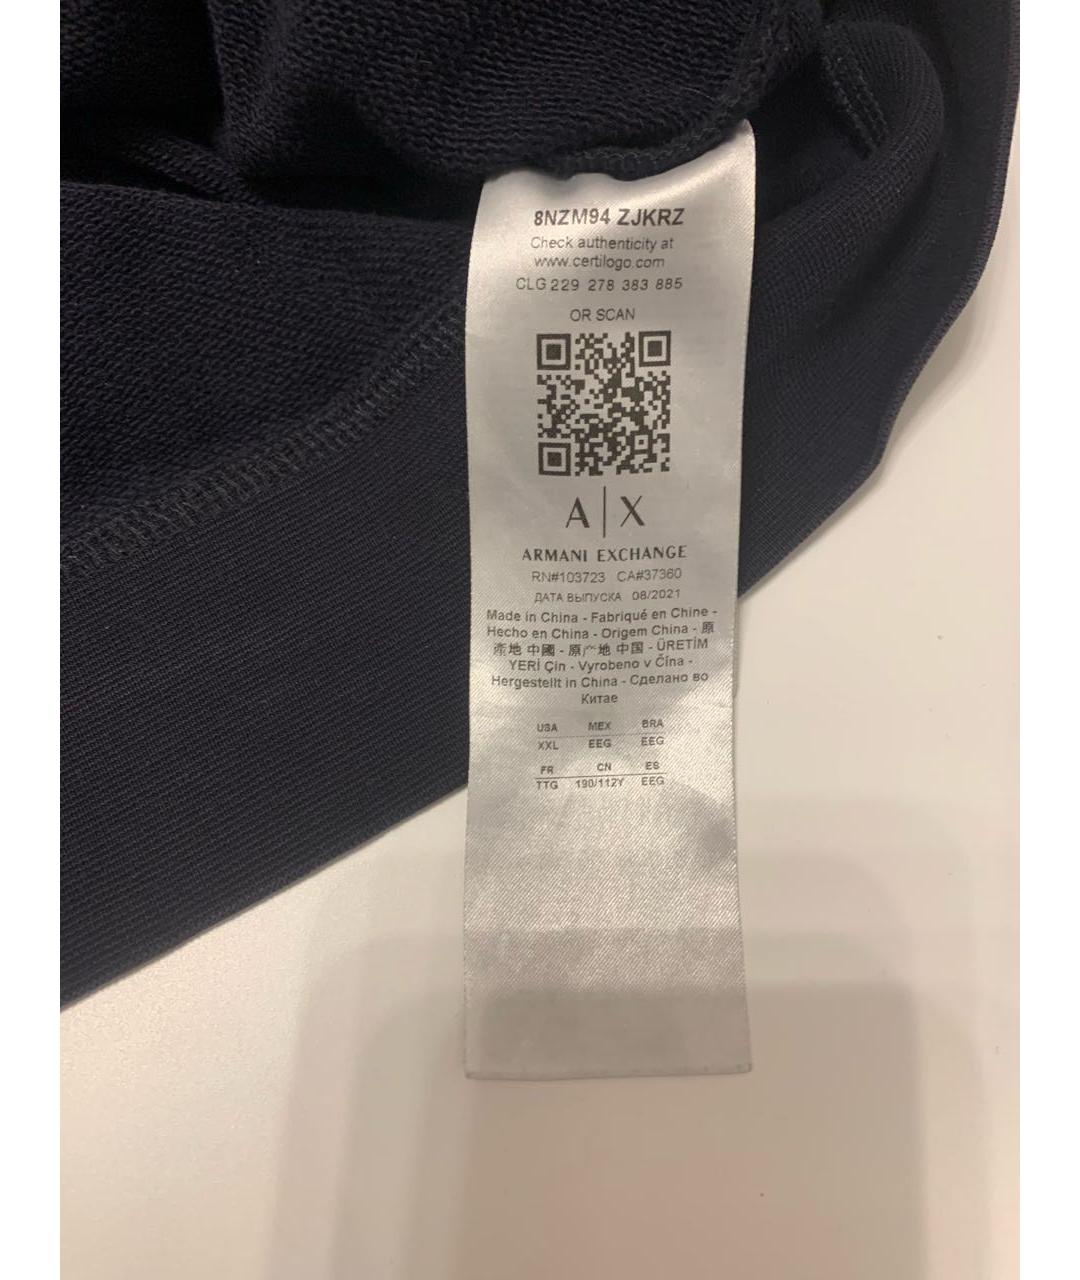 8NZM94 ZJKRZ
Check authenticity at
www.certilogo.com
CLG 229 278 383 885
OR SCAN
A|X
ARMANI EXCHANGE
RN#103723 CA#37360
ДАТА ВЫПУСКА 08/2021
Made in China - Fabriqué en Chine -
Hecho en China - Origem China - 原
產地 中國 - 原产地 中国 - ÜRETİM
YERİ Çin - Vyrobeno v Čína -
Hergestellt in China - Сделано во
Китае
USA MEX BRA
XXL EEG EEG
FR CN ES
TTG 190/112Y EEG